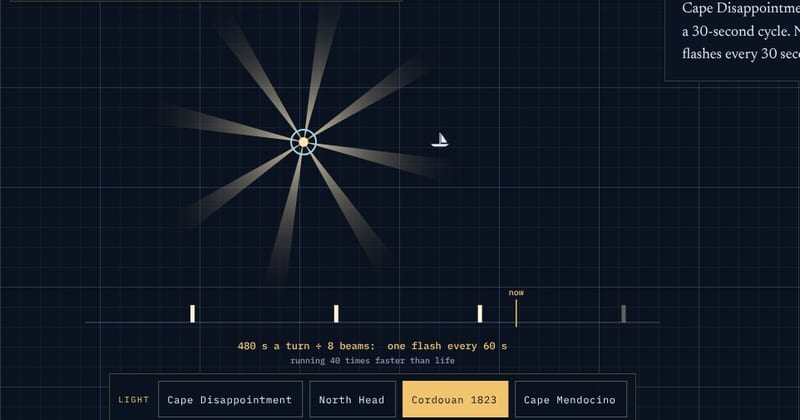 Cape Disappointme
a 30-second cycle. N
flashes every 30 sec
now
480 s a turn ÷ 8 beams: one flash every 60 s
running 40 times faster than life
LIGHT Cape Disappointment North Head Cordouan 1823 Cape Mendocino